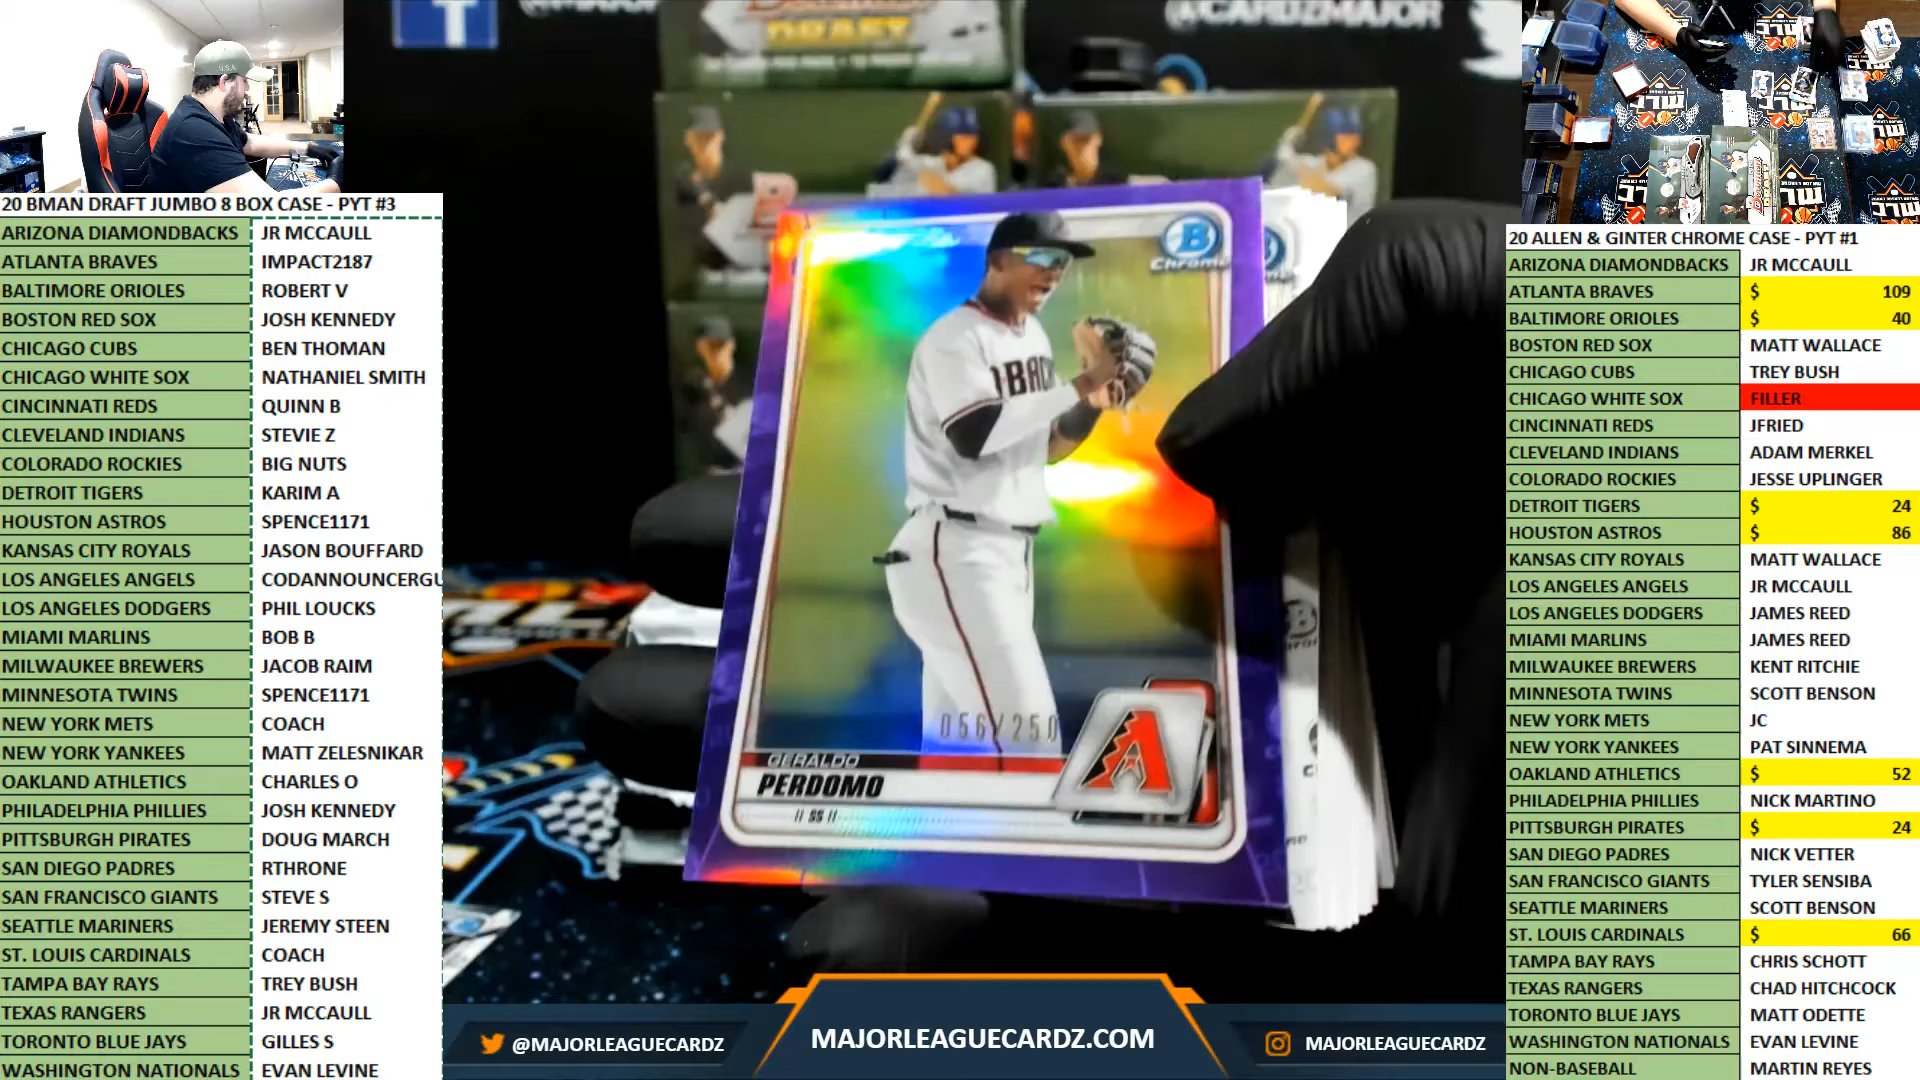 20 BMAN DRAFT JUMBO 8 BOX CASE - PYT #3
ARIZONA DIAMONDBACKS JR MCCAULL
ATLANTA BRAVES IMPACT2187
BALTIMORE ORIOLES ROBERT V
BOSTON RED SOX JOSH KENNEDY
CHICAGO CUBS BEN THOMAN
CHICAGO WHITE SOX NATHANIEL SMITH
CINCINNATI REDS QUINN B
CLEVELAND INDIANS STEVIE Z
COLORADO ROCKIES BIG NUTS
DETROIT TIGERS KARIM A
HOUSTON ASTROS SPENCE1171
KANSAS CITY ROYALS JASON BOUFFARD
LOS ANGELES ANGELS CODANNOUNCERGU
LOS ANGELES DODGERS PHIL LOUCKS
MIAMI MARLINS BOB B
MILWAUKEE BREWERS JACOB RAIM
MINNESOTA TWINS SPENCE1171
NEW YORK METS COACH
NEW YORK YANKEES MATT ZELESNIKAR
OAKLAND ATHLETICS CHARLES O
PHILADELPHIA PHILLIES JOSH KENNEDY
PITTSBURGH PIRATES DOUG MARCH
SAN DIEGO PADRES RTHRONE
SAN FRANCISCO GIANTS STEVE S
SEATTLE MARINERS JEREMY STEEN
ST. LOUIS CARDINALS COACH
TAMPA BAY RAYS TREY BUSH
TEXAS RANGERS JR MCCAULL
TORONTO BLUE JAYS GILLES S
WASHINGTON NATIONALS EVAN LEVINE
@CARDZMAJOR
DRAFT
B
Chrome
DBACK
056/250
GERALDO
PERDOMO
// SS //
@MAJORLEAGUECARDZ
MAJORLEAGUECARDZ.COM
MAJORLEAGUECARDZ
20 ALLEN & GINTER CHROME CASE - PYT #1
ARIZONA DIAMONDBACKS JR MCCAULL
ATLANTA BRAVES $ 109
BALTIMORE ORIOLES $ 40
BOSTON RED SOX MATT WALLACE
CHICAGO CUBS TREY BUSH
CHICAGO WHITE SOX FILLER
CINCINNATI REDS JFRIED
CLEVELAND INDIANS ADAM MERKEL
COLORADO ROCKIES JESSE UPLINGER
DETROIT TIGERS $ 24
HOUSTON ASTROS $ 86
KANSAS CITY ROYALS MATT WALLACE
LOS ANGELES ANGELS JR MCCAULL
LOS ANGELES DODGERS JAMES REED
MIAMI MARLINS JAMES REED
MILWAUKEE BREWERS KENT RITCHIE
MINNESOTA TWINS SCOTT BENSON
NEW YORK METS JC
NEW YORK YANKEES PAT SINNEMA
OAKLAND ATHLETICS $ 52
PHILADELPHIA PHILLIES NICK MARTINO
PITTSBURGH PIRATES $ 24
SAN DIEGO PADRES NICK VETTER
SAN FRANCISCO GIANTS TYLER SENSIBA
SEATTLE MARINERS SCOTT BENSON
ST. LOUIS CARDINALS $ 66
TAMPA BAY RAYS CHRIS SCHOTT
TEXAS RANGERS CHAD HITCHCOCK
TORONTO BLUE JAYS MATT ODETTE
WASHINGTON NATIONALS EVAN LEVINE
NON-BASEBALL MARTIN REYES